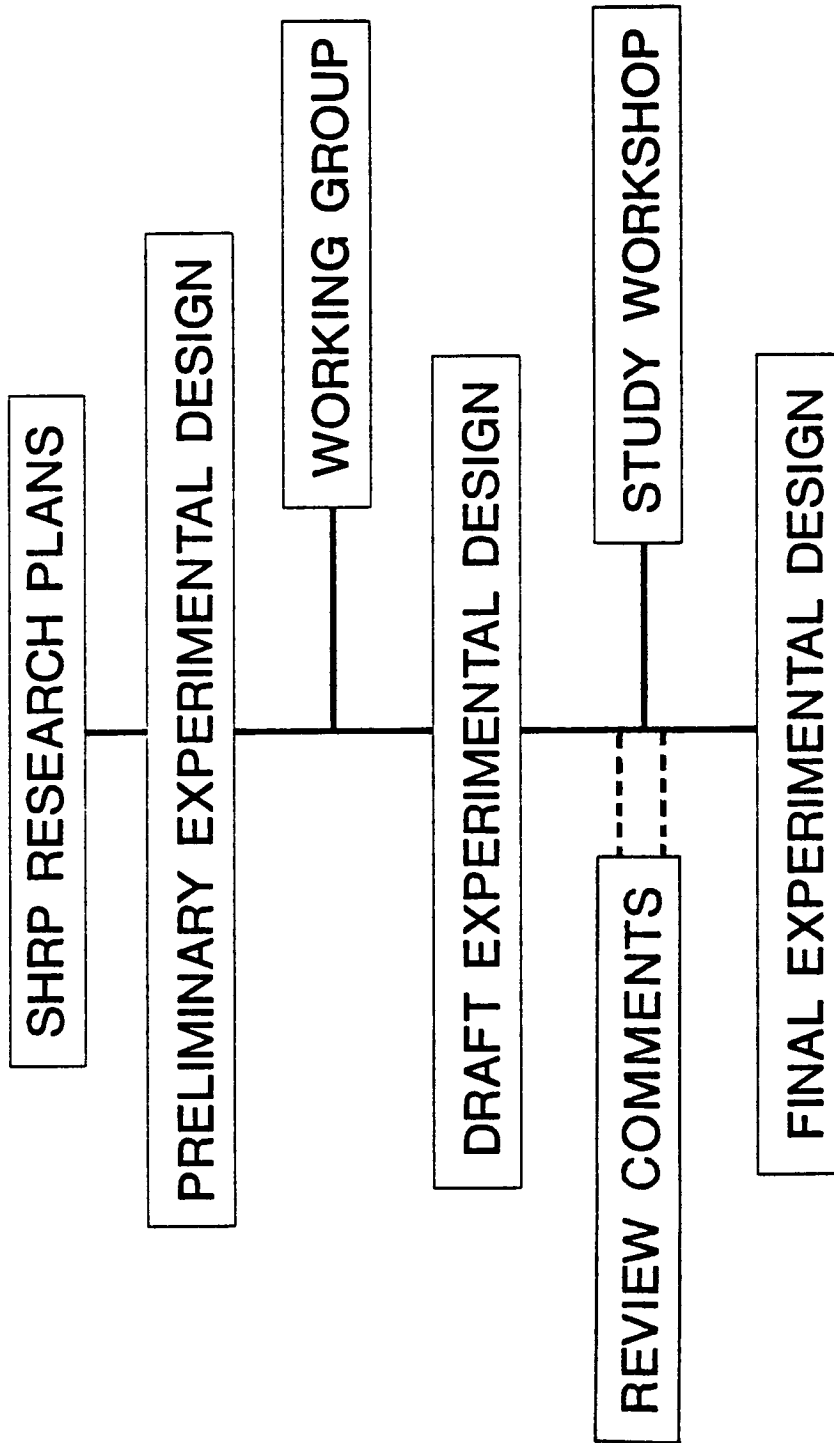 SHRP RESEARCH PLANS
PRELIMINARY EXPERIMENTAL DESIGN
WORKING GROUP
DRAFT EXPERIMENTAL DESIGN
REVIEW COMMENTS
STUDY WORKSHOP
FINAL EXPERIMENTAL DESIGN